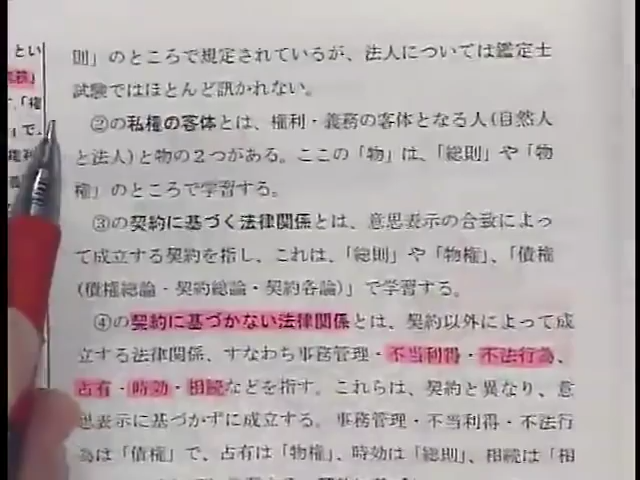 とい
則」のところで規定されているが、法人については鑑定士
試験ではほとんど訊かれない。
②の私権の客体とは、権利・義務の客体となる人(自然人
と法人)と物の2つがある。ここの「物」は、「総則」や「物
権」のところで学習する。
③の契約に基づく法律関係とは、意思表示の合致によっ
て成立する契約を指し、これは、「総則」や「物権」、「債権
(債権総論・契約総論・契約各論)」で学習する。
④の契約に基づかない法律関係とは、契約以外によって成
立する法律関係、すなわち事務管理・不当利得・不法行為、
占有・時効・相続などを指す。これらは、契約と異なり、意
思表示に基づかずに成立する。事務管理・不当利得・不法行
為は「債権」で、占有は「物権」、時効は「総則」、相続は「相